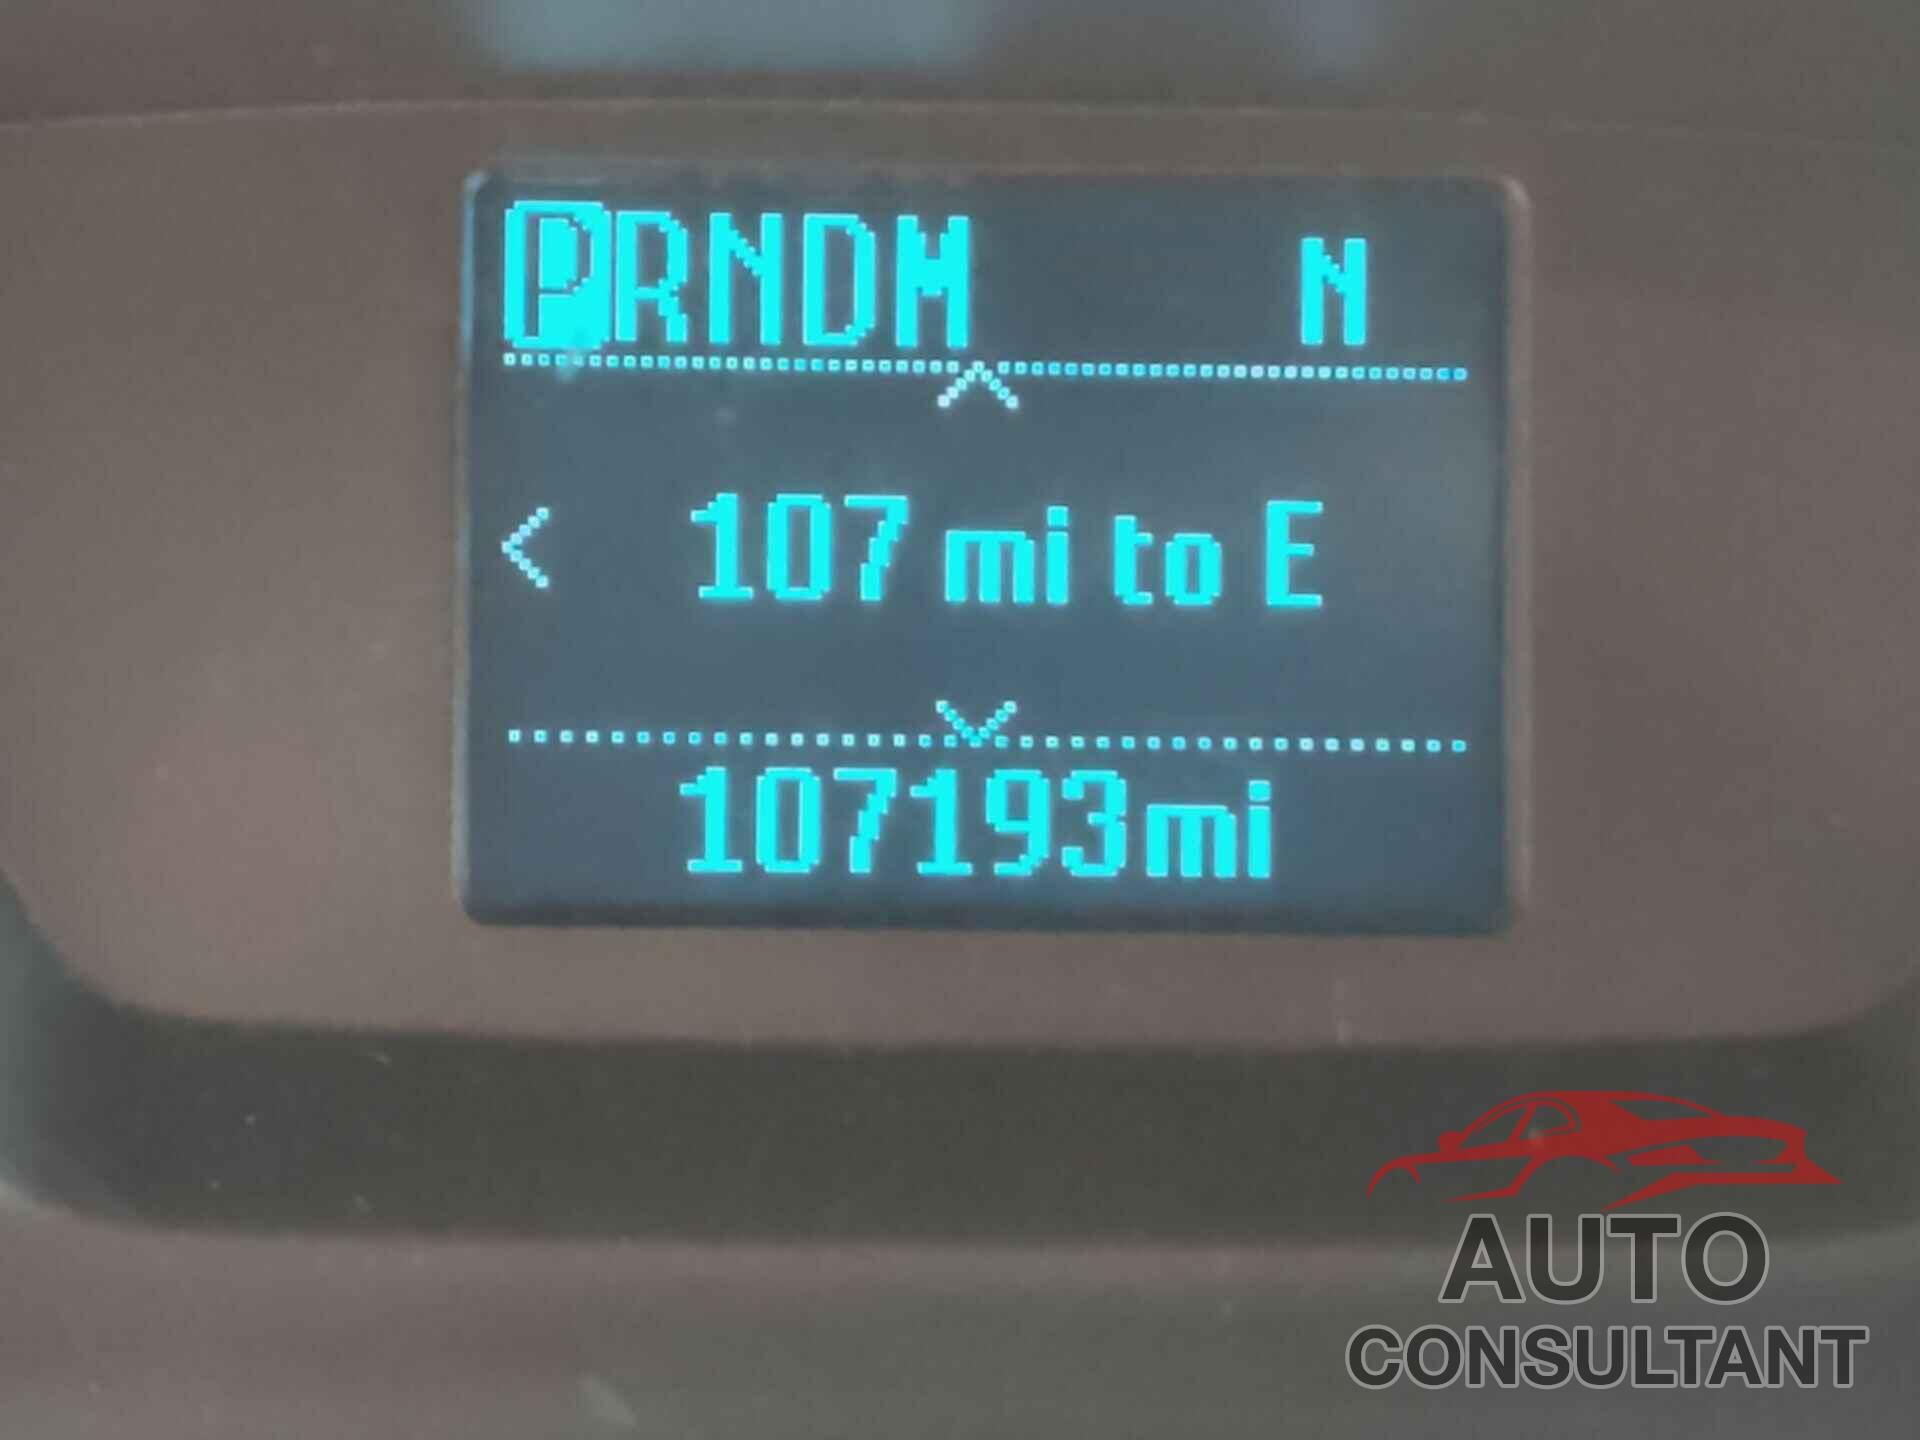 PRNDM N
107 mi to E
107193mi
AUTO
CONSULTANT